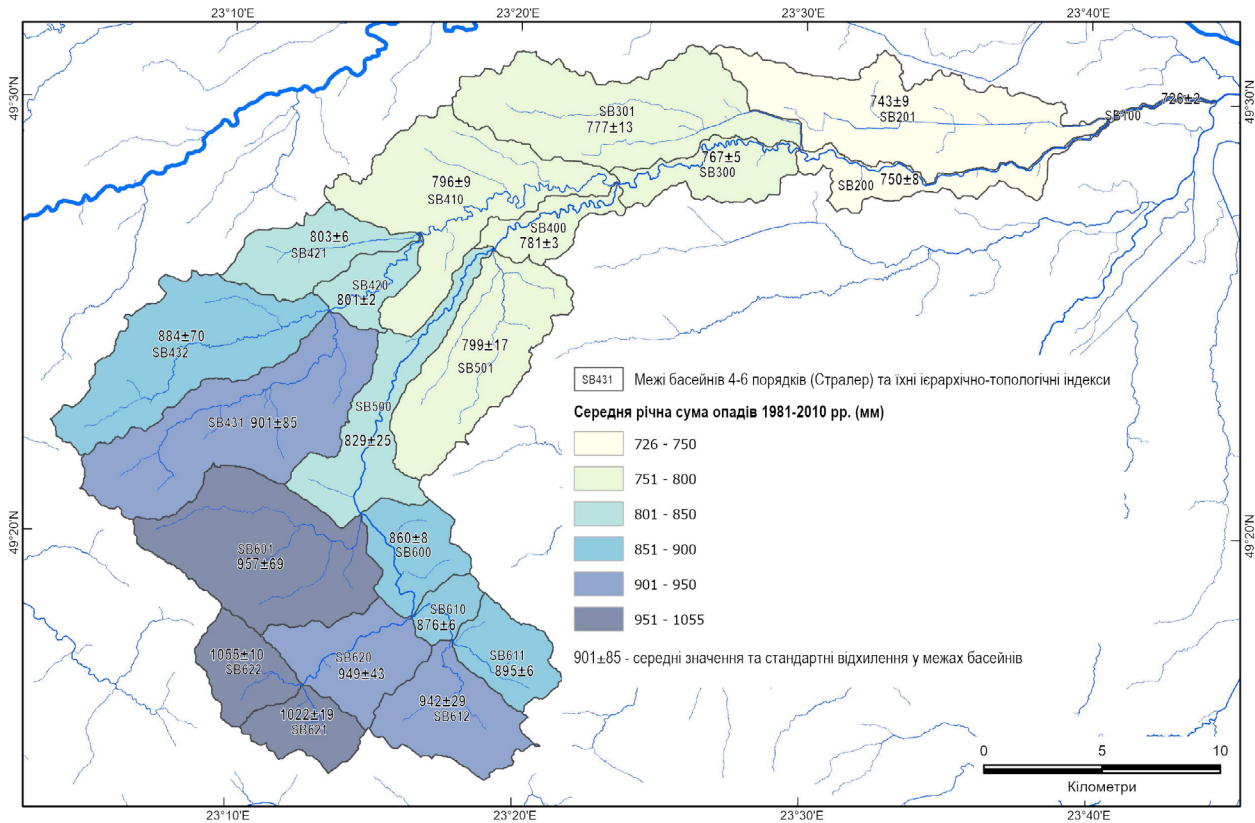 23°10'E
23°20'E
23°30'E
23°40'E
49°30'N
49°30'N
726±2
SB100
743±9
SB201
SB301
777±13
767±5
SB300
SB200
750±8
796±9
SB410
SB400
781±3
803±6
SB421
SB420
801±2
884±70
SB432
799±17
SB501
SB500
829±25
SB431 901±85
SB431
Межі басейнів 4-6 порядків (Стралер) та їхні ієрархічно-топологічні індекси
Середня річна сума опадів 1981-2010 рр. (мм)
726 - 750
751 - 800
801 - 850
851 - 900
901 - 950
951 - 1055
901±85 - середні значення та стандартні відхилення у межах басейнів
49°20'N
49°20'N
860±8
SB600
SB601
957±69
SB610
876±6
SB611
895±6
1055±10
SB622
SB620
949±43
942±29
SB612
1022±19
SB621
0
5
10
Кілометри
23°10'E
23°20'E
23°30'E
23°40'E